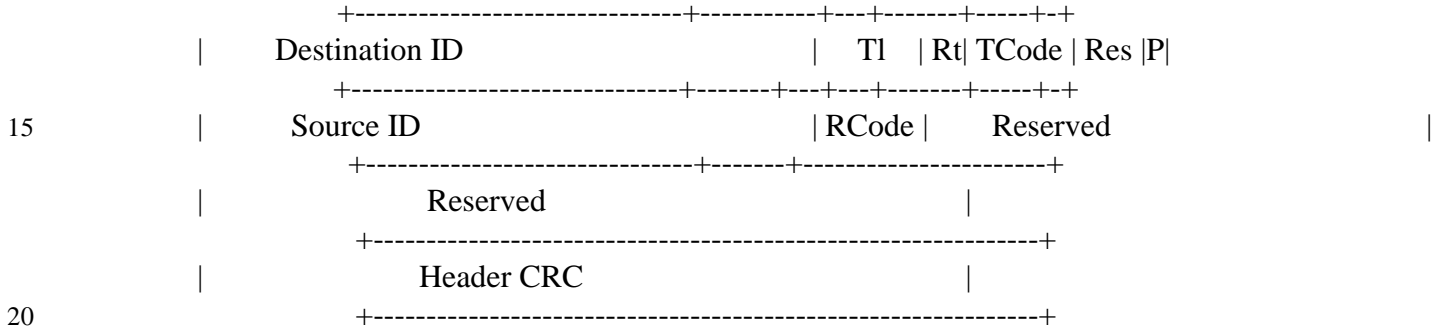 +------------------------------+-----------+---+-------+-----+-+
| Destination ID | Tl | Rt| TCode | Res |P|
+------------------------------+-------+---+---+-------+-----+-+
15 | Source ID | RCode | Reserved |
+------------------------------+-------+----------------------+
| Reserved |
+-------------------------------------------------------------+
| Header CRC |
20 +-------------------------------------------------------------+